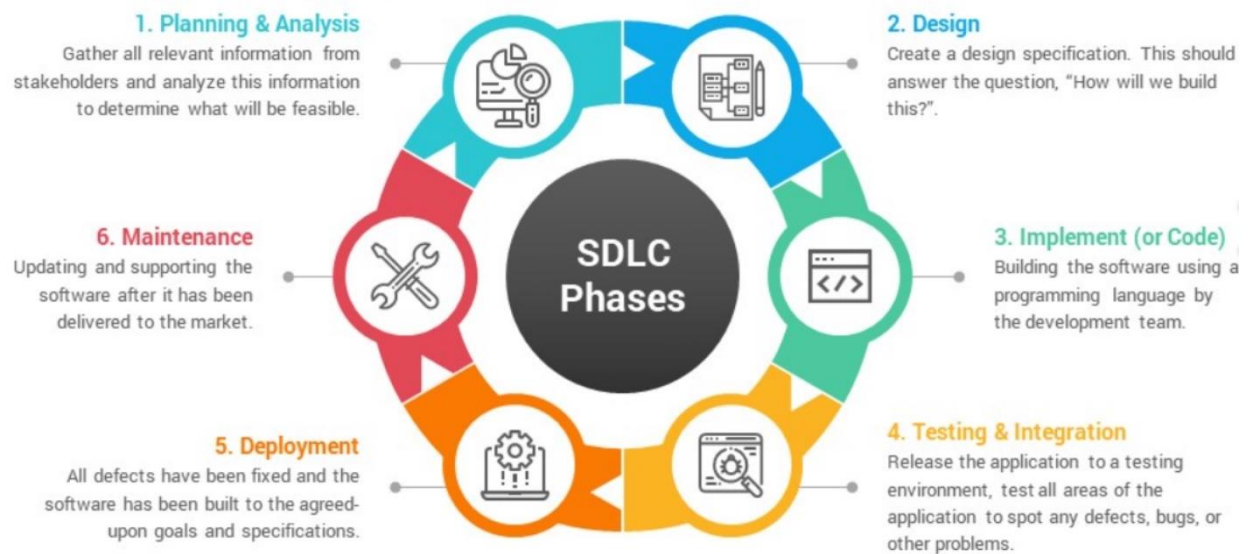 1. Planning & Analysis
Gather all relevant information from
stakeholders and analyze this information
to determine what will be feasible.
2. Design
Create a design specification. This should
answer the question, “How will we build
this?”.
3. Implement (or Code)
Building the software using a
programming language by
the development team.
4. Testing & Integration
Release the application to a testing
environment, test all areas of the
application to spot any defects, bugs, or
other problems.
5. Deployment
All defects have been fixed and the
software has been built to the agreed-
upon goals and specifications.
6. Maintenance
Updating and supporting the
software after it has been
delivered to the market.
SDLC
Phases